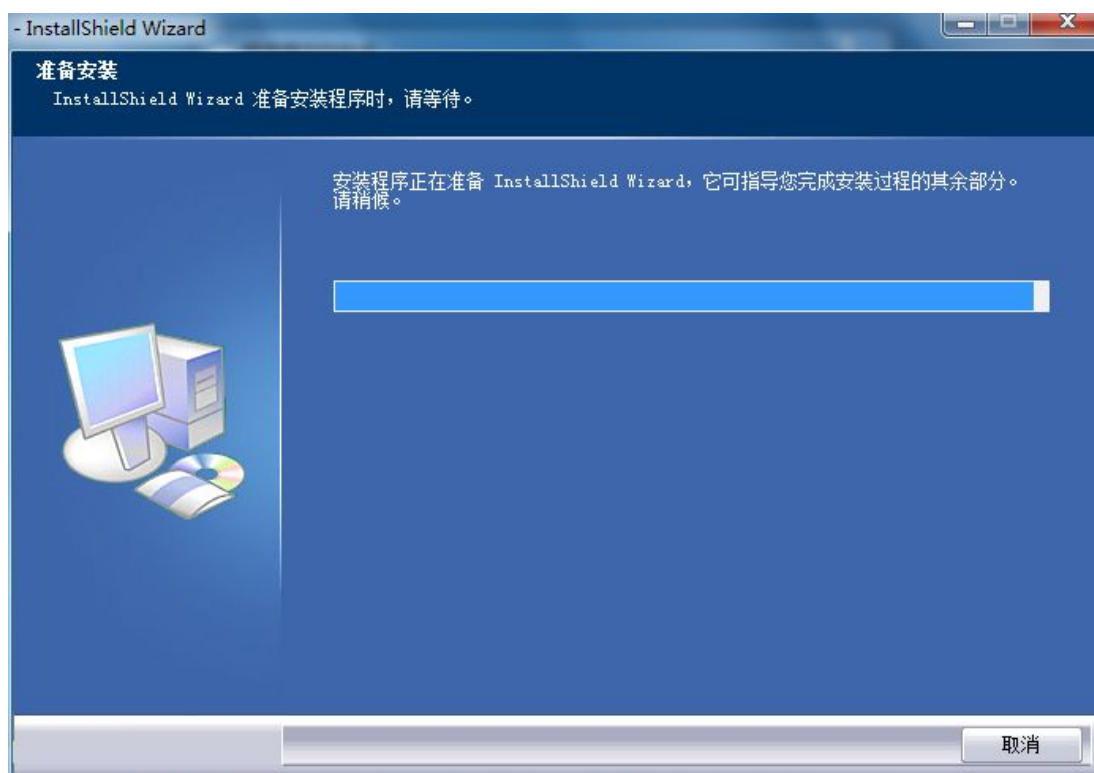 - InstallShield Wizard
准备安装
InstallShield Wizard 准备安装程序时，请等待。
安装程序正在准备 InstallShield Wizard，它可指导您完成安装过程的其余部分。
请稍候。
取消